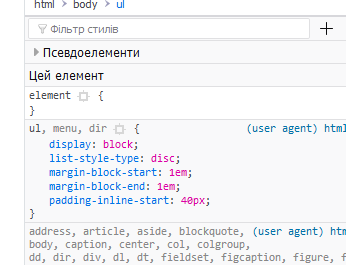 html > body > ul
Фільтр стилів +
Псевдоелементи
Цей елемент
element {
}
ul, menu, dir { (user agent) html
display: block;
list-style-type: disc;
margin-block-start: 1em;
margin-block-end: 1em;
padding-inline-start: 40px;
}
address, article, aside, blockquote, (user agent) html
body, caption, center, col, colgroup,
dd, dir, div, dl, dt, fieldset, figcaption, figure, f